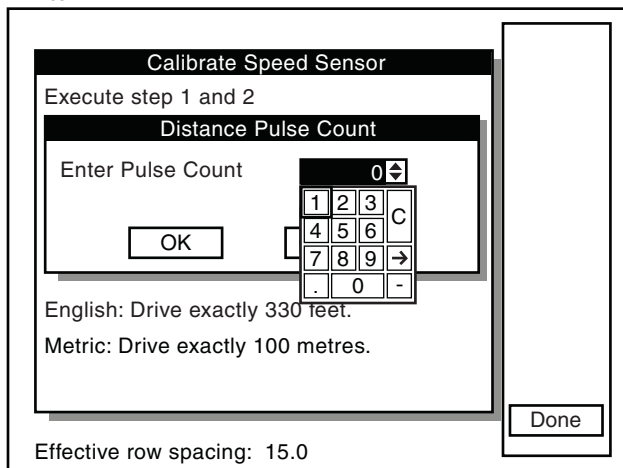 Calibrate Speed Sensor
Execute step 1 and 2
Distance Pulse Count
Enter Pulse Count 0
1 2 3 C
4 5 6
OK
7 8 9 →
. 0 -
English: Drive exactly 330 feet.
Metric: Drive exactly 100 metres.
Done
Effective row spacing: 15.0